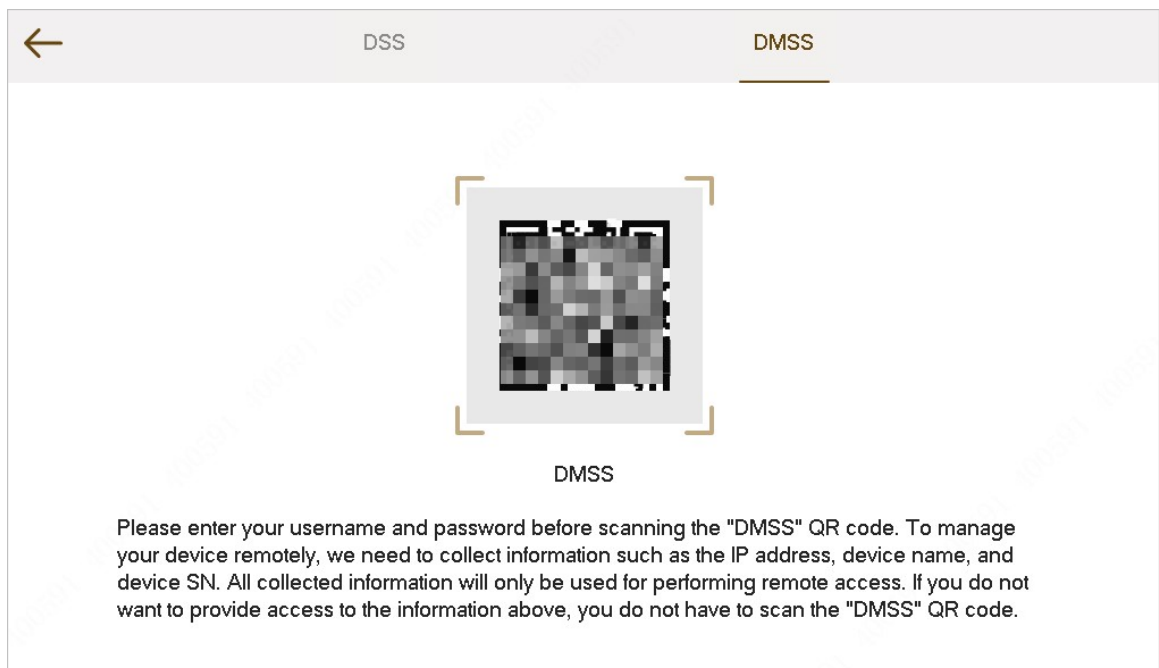 DSS
DMSS
DMSS
Please enter your username and password before scanning the "DMSS" QR code. To manage
your device remotely, we need to collect information such as the IP address, device name, and
device SN. All collected information will only be used for performing remote access. If you do not
want to provide access to the information above, you do not have to scan the "DMSS" QR code.